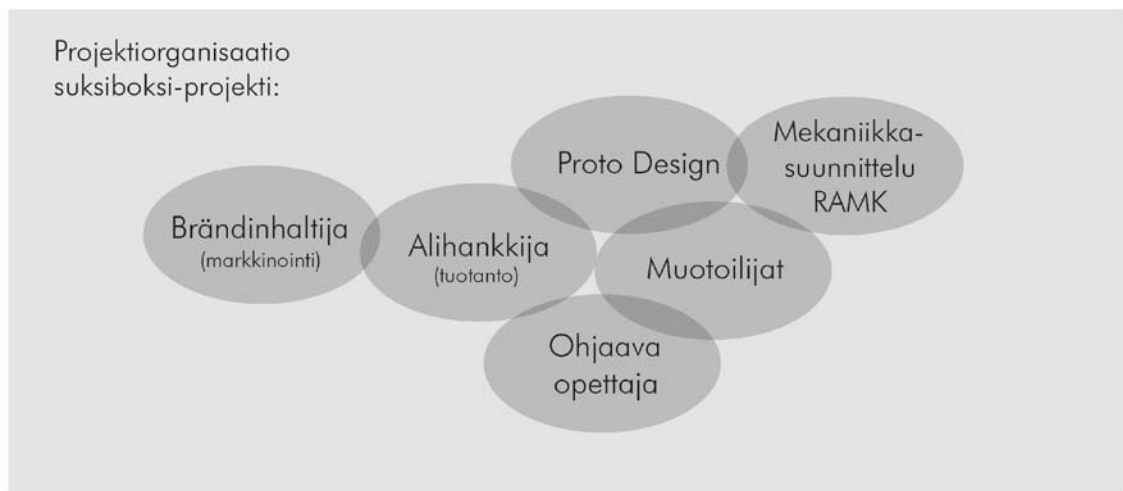 Projektiorganisaatio
suksiboksi-projekti:
Brändinhaltija
(markkinointi)
Alihankkija
(tuotanto)
Proto Design
Mekaniikka-
suunnittelu
RAMK
Muotoilijat
Ohjaava
opettaja